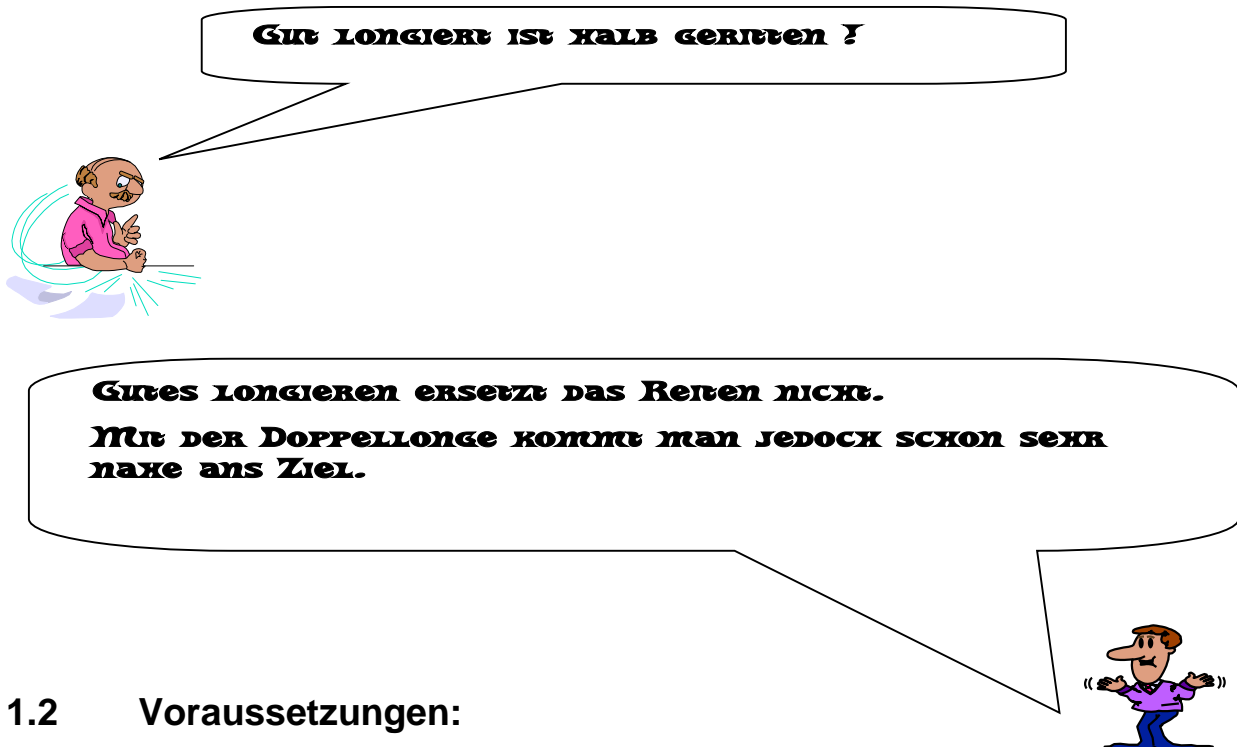 Gut longiert ist halb geritten !
Gutes longieren ersetzt das Reiten nicht.
Mit der Doppellonge kommt man jedoch schon sehr
nahe ans Ziel.
1.2 Voraussetzungen: